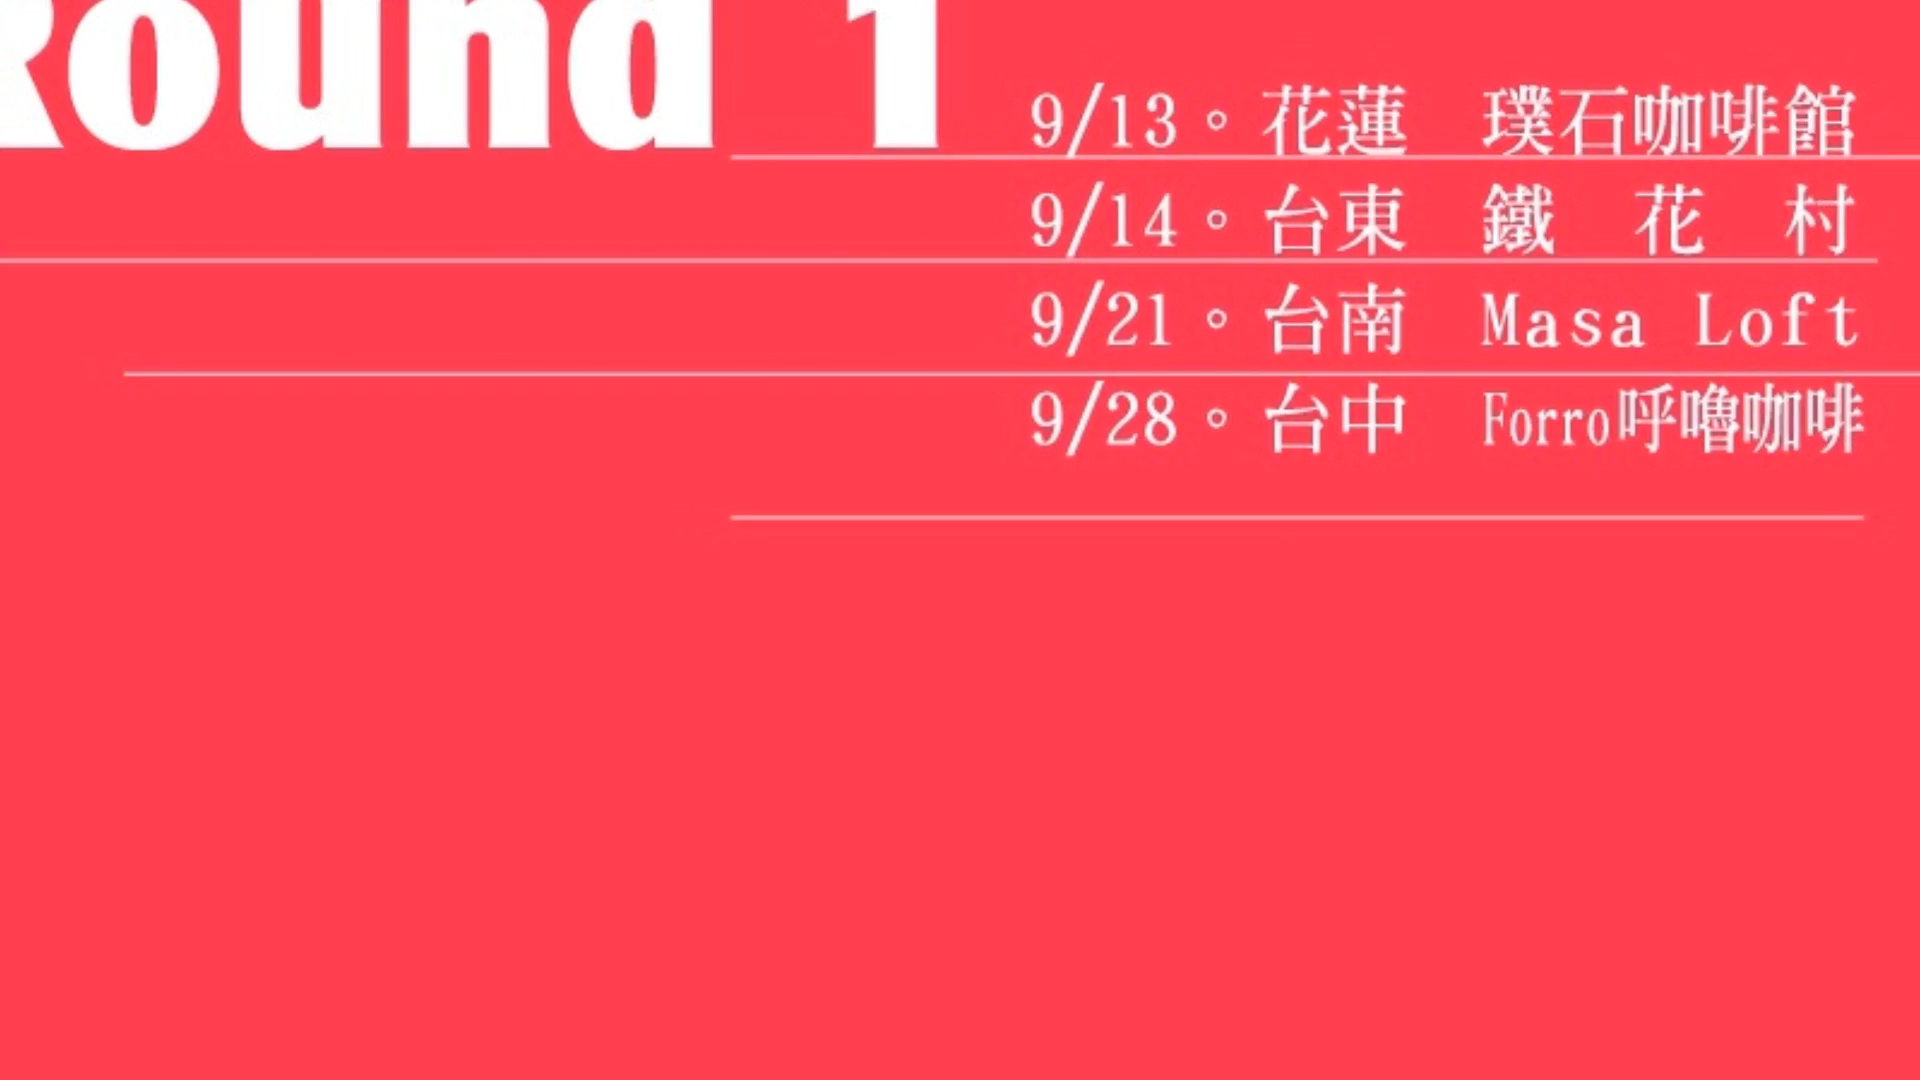 Round 1
9/13。花蓮 璞石咖啡館
9/14。台東 鐵花村
9/21。台南 Masa Loft
9/28。台中 Forro呼嚕咖啡